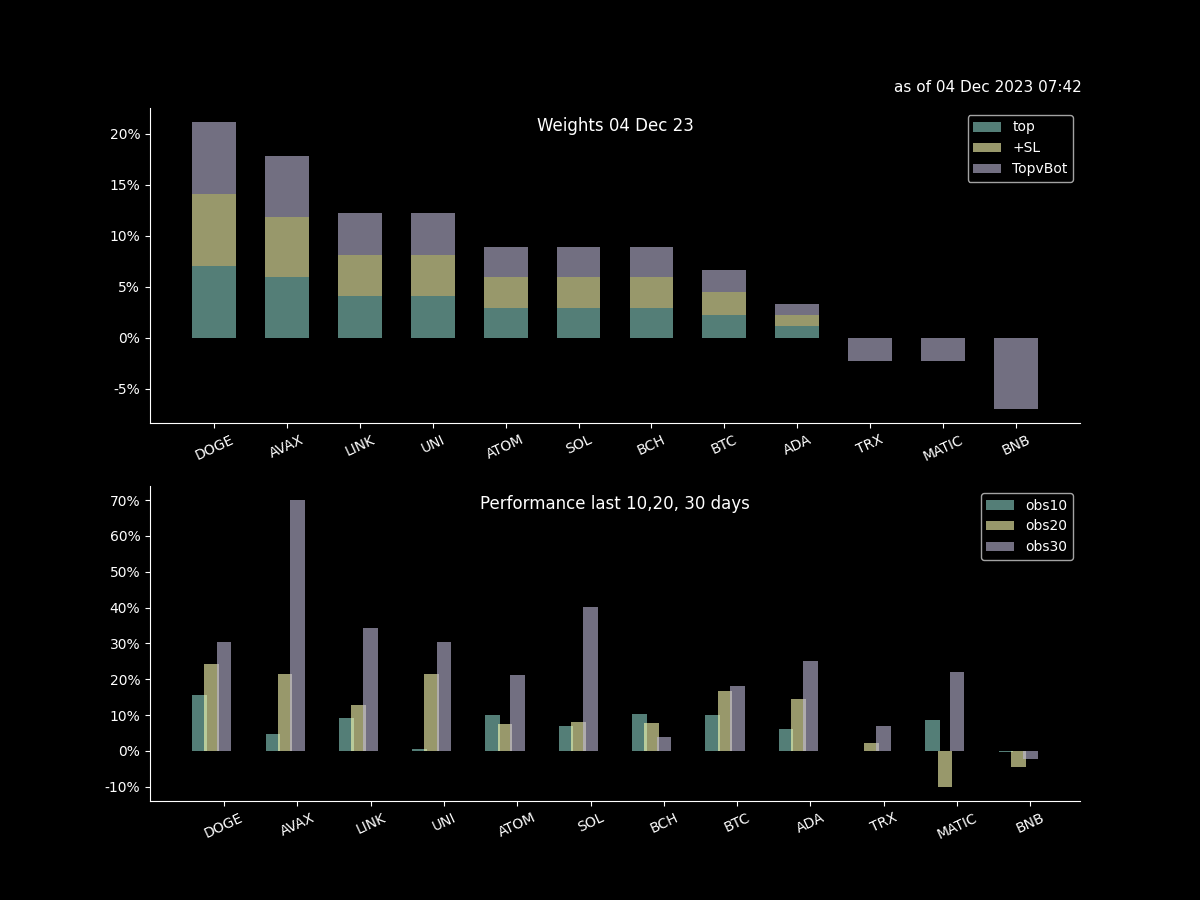 as of 04 Dec 2023 07:42
Weights 04 Dec 23
top
+SL
TopvBot
20%
15%
10%
5%
0%
-5%
DOGE AVAX LINK UNI ATOM SOL BCH BTC ADA TRX MATIC BNB
Performance last 10,20, 30 days
obs10
obs20
obs30
70%
60%
50%
40%
30%
20%
10%
0%
-10%
DOGE AVAX LINK UNI ATOM SOL BCH BTC ADA TRX MATIC BNB